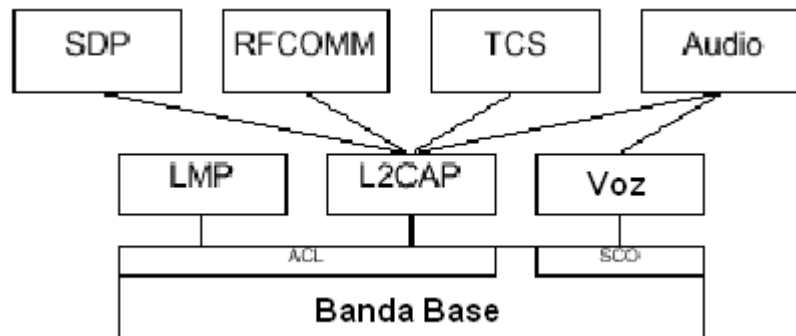 SDP RFCOMM TCS Audio
LMP L2CAP Voz
ACL SCO
Banda Base